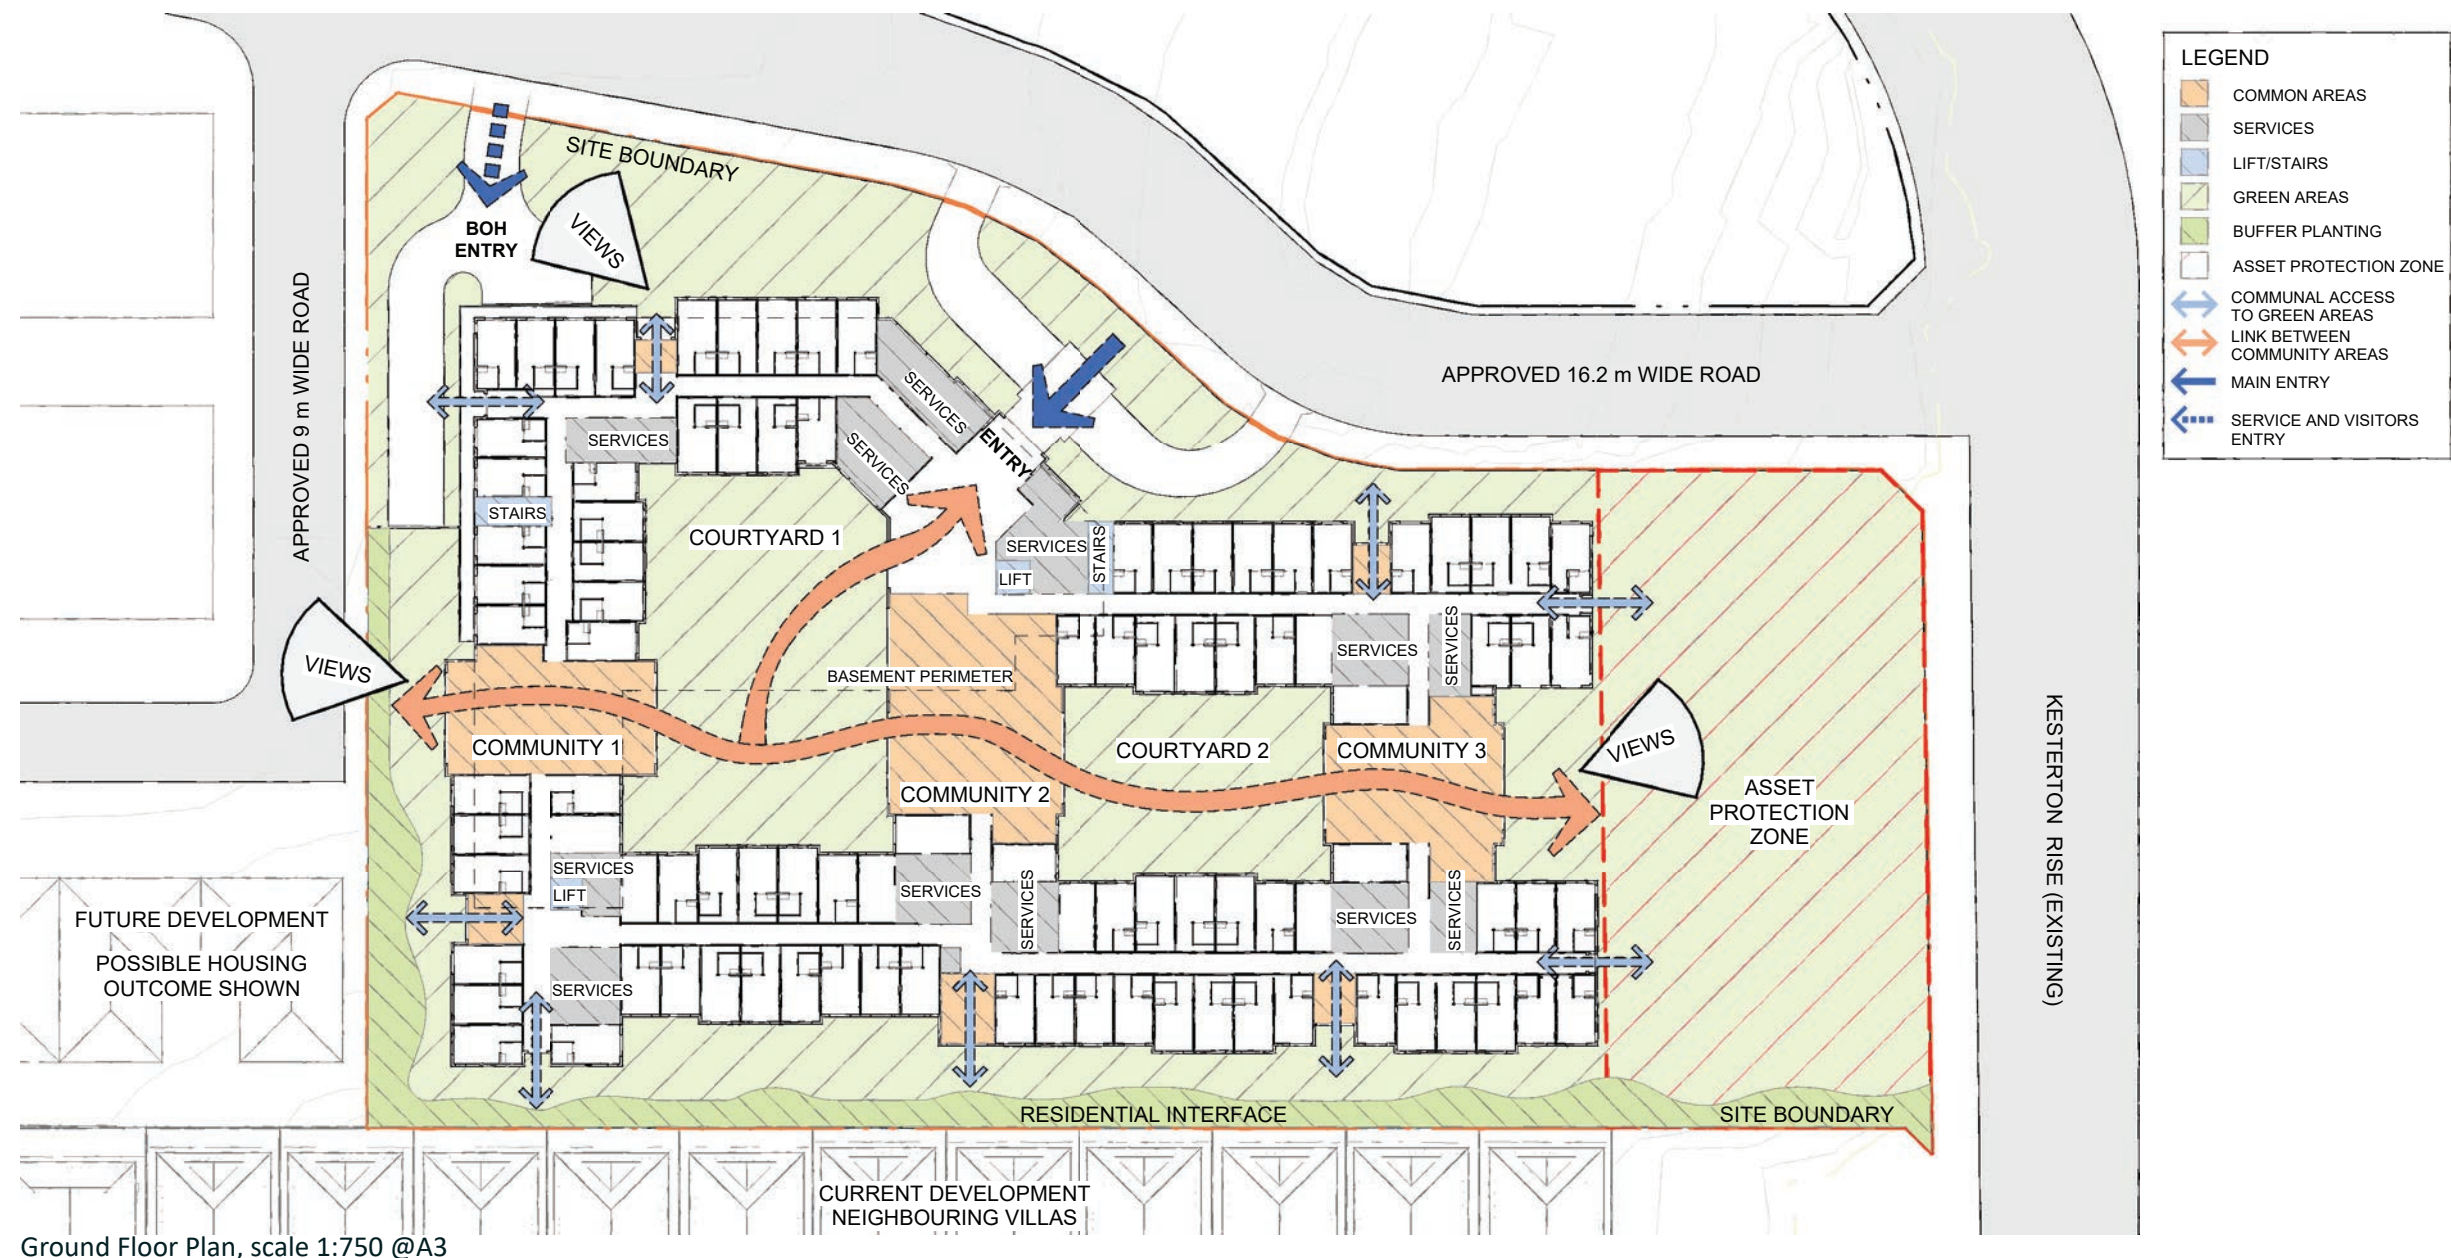 LEGEND
COMMON AREAS
SERVICES
LIFT/STAIRS
GREEN AREAS
BUFFER PLANTING
ASSET PROTECTION ZONE
COMMUNAL ACCESS
TO GREEN AREAS
LINK BETWEEN
COMMUNITY AREAS
MAIN ENTRY
SERVICE AND VISITORS
ENTRY
SITE BOUNDARY
BOH
ENTRY
VIEWS
APPROVED 9 m WIDE ROAD
APPROVED 16.2 m WIDE ROAD
SERVICES
SERVICES
SERVICES
ENTRY
STAIRS
COURTYARD 1
SERVICES
STAIRS
LIFT
SERVICES
SERVICES
VIEWS
BASEMENT PERIMETER
COMMUNITY 1
COMMUNITY 2
COURTYARD 2
COMMUNITY 3
VIEWS
ASSET
PROTECTION
ZONE
KESTERTON RISE (EXISTING)
SERVICES
LIFT
SERVICES
SERVICES
SERVICES
SERVICES
FUTURE DEVELOPMENT
POSSIBLE HOUSING
OUTCOME SHOWN
SERVICES
RESIDENTIAL INTERFACE
SITE BOUNDARY
CURRENT DEVELOPMENT
NEIGHBOURING VILLAS
Ground Floor Plan, scale 1:750 @A3